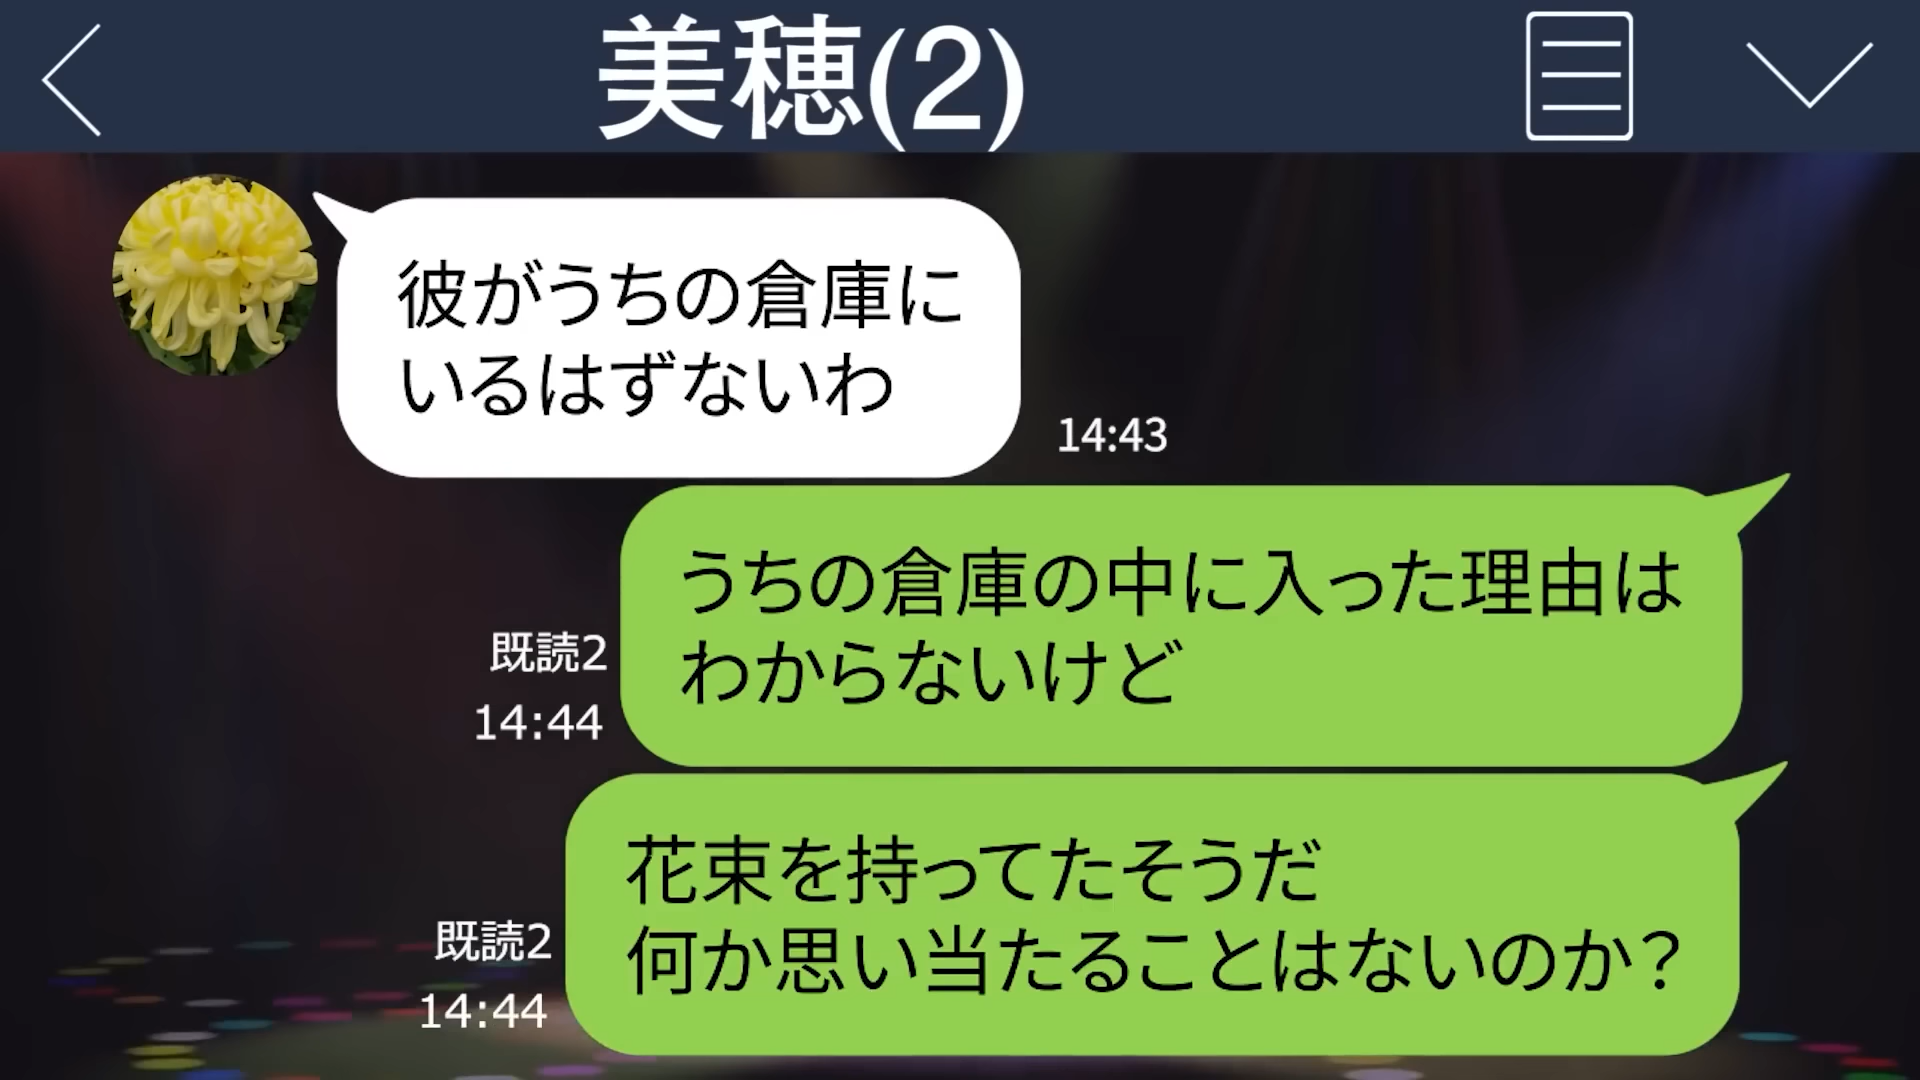 美穂(2)
彼がうちの倉庫に
いるはずないわ
14:43
うちの倉庫の中に入った理由は
わからないけど
既読2
14:44
花束を持ってたそうだ
何か思い当たることはないのか?
既読2
14:44